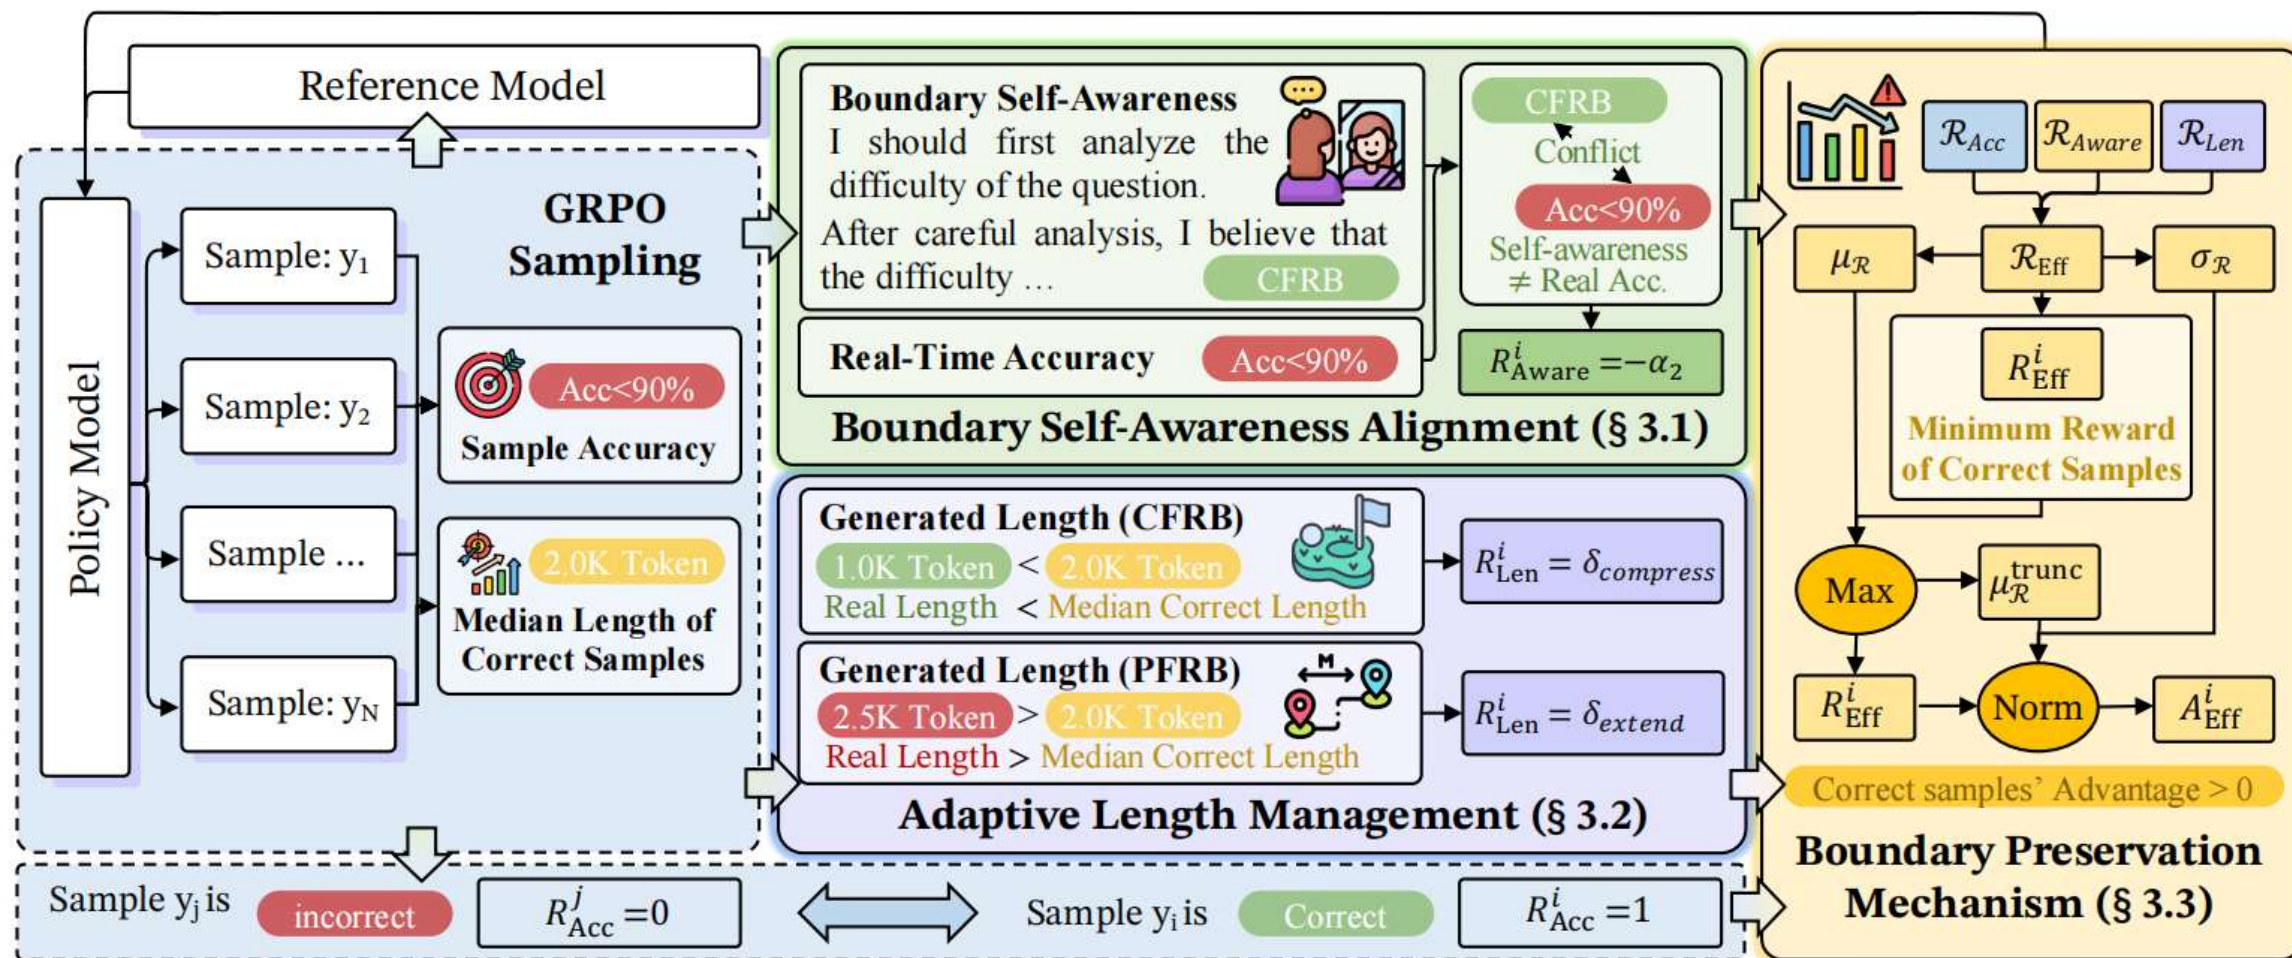 Reference Model
GRPO
Sampling
Policy Model
Sample: y₁
Sample: y₂
Sample ...
Sample: y_N
Acc<90%
Sample Accuracy
2.0K Token
Median Length of
Correct Samples
Boundary Self-Awareness
I should first analyze the
difficulty of the question.
After careful analysis, I believe that
the difficulty ...
CFRB
Real-Time Accuracy
Acc<90%
CFRB
Conflict
Acc<90%
Self-awareness
≠ Real Acc.
R^i_Aware =−α₂
Boundary Self-Awareness Alignment (§ 3.1)
Generated Length (CFRB)
1.0K Token < 2.0K Token
Real Length < Median Correct Length
R^i_Len = δ_compress
Generated Length (PFRB)
M
2.5K Token > 2.0K Token
Real Length > Median Correct Length
R^i_Len = δ_extend
Adaptive Length Management (§ 3.2)
R_Acc
R_Aware
R_Len
μ_R
R_Eff
σ_R
R^i_Eff
Minimum Reward
of Correct Samples
Max
μ^trunc_R
R^i_Eff
Norm
A^i_Eff
Correct samples' Advantage > 0
Boundary Preservation
Mechanism (§ 3.3)
Sample y_j is
incorrect
R^j_Acc =0
Sample y_i is
Correct
R^i_Acc =1